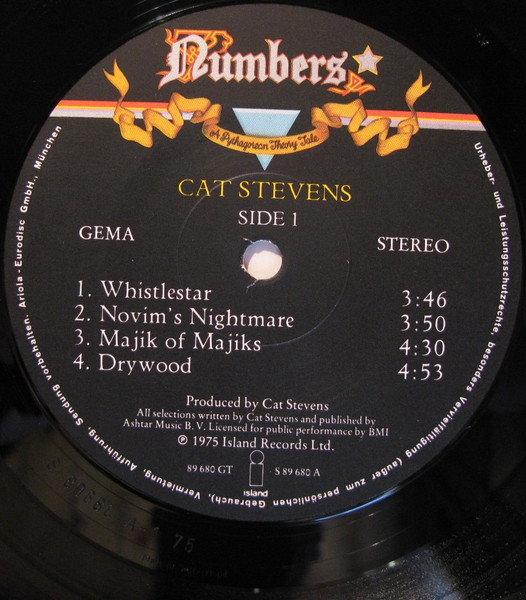 Numbers
A Pythagorean Theory Tale
CAT STEVENS
SIDE 1
GEMA
STEREO
1. Whistlestar 3:46
2. Novim's Nightmare 3:50
3. Majik of Majiks 4:30
4. Drywood 4:53
Produced by Cat Stevens
All selections written by Cat Stevens and published by
Ashtar Music B. V. Licensed for public performance by BMI
℗ 1975 Island Records Ltd.
89 680 GT
S 89 680 A
island
Urheber- und Leistungsschutzrechte, besonders Vervielfältigung (außer zum persönlichen Gebrauch), Vermietung, Aufführung, Sendung vorbehalten. Ariola-Eurodisc GmbH., München